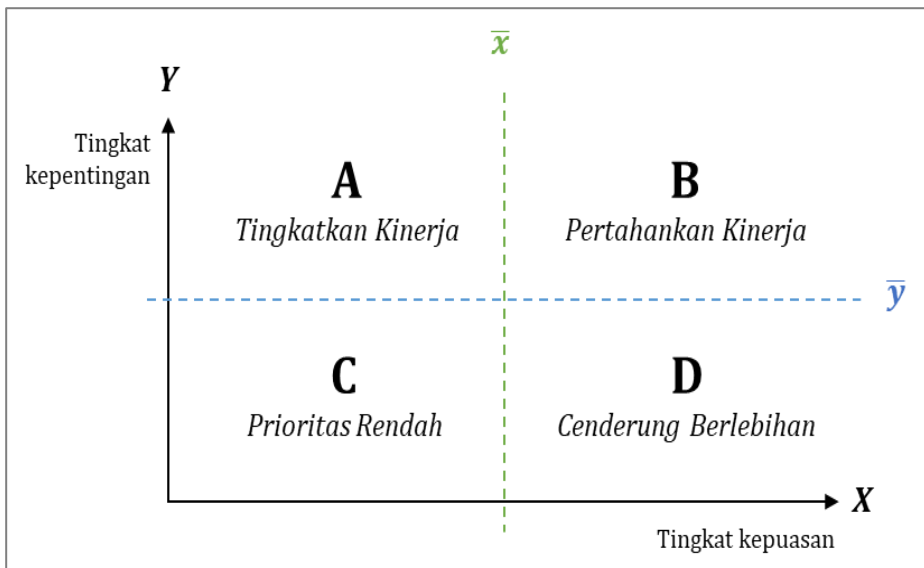 x̅
Y
Tingkat
kepentingan
A
Tingkatkan Kinerja
B
Pertahankan Kinerja
y̅
C
Prioritas Rendah
D
Cenderung Berlebihan
X
Tingkat kepuasan